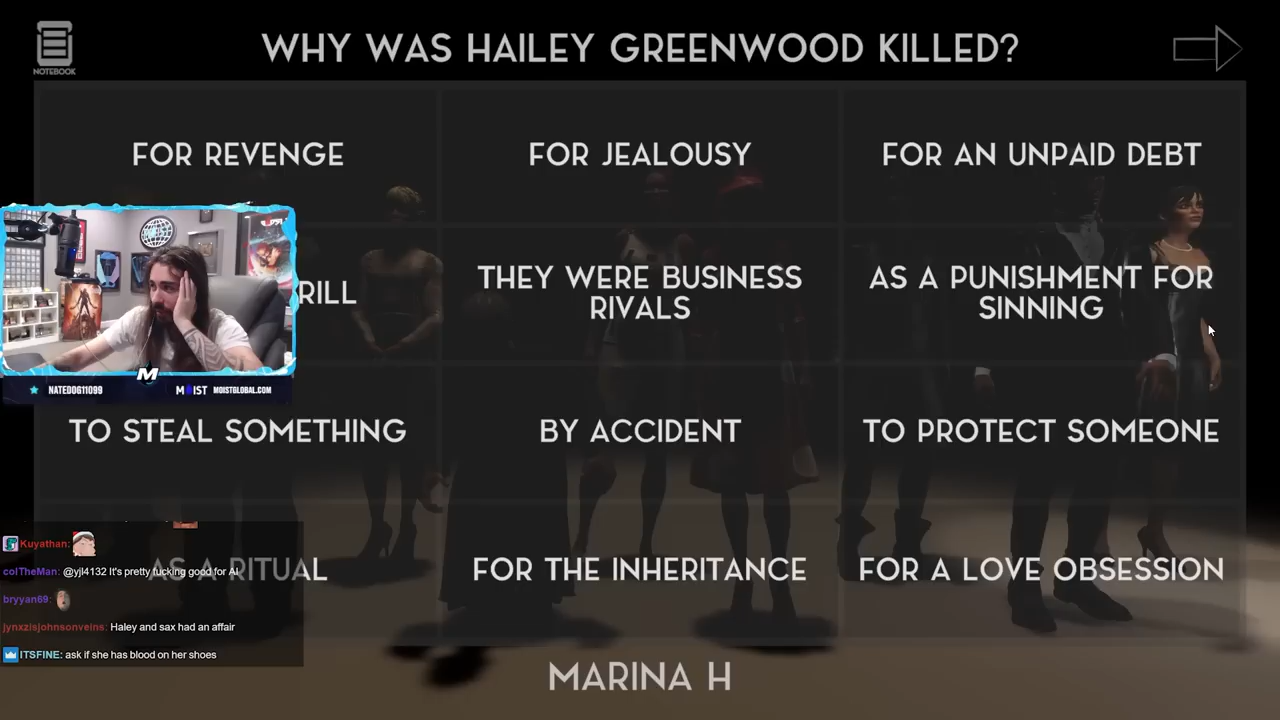 NOTEBOOK
WHY WAS HAILEY GREENWOOD KILLED?
FOR REVENGE
FOR JEALOUSY
FOR AN UNPAID DEBT
RILL
THEY WERE BUSINESS
RIVALS
AS A PUNISHMENT FOR
SINNING
M
NATEDOG11099
MOIST MOISTGLOBAL.COM
TO STEAL SOMETHING
BY ACCIDENT
TO PROTECT SOMEONE
AS A RITUAL
FOR THE INHERITANCE
FOR A LOVE OBSESSION
Kuyathan:
colTheMan: @yjl4132 It's pretty fucking good for AI
bryyan69:
jynxzisjohnsonveins: Haley and sax had an affair
ITSFINE: ask if she has blood on her shoes
MARINA H